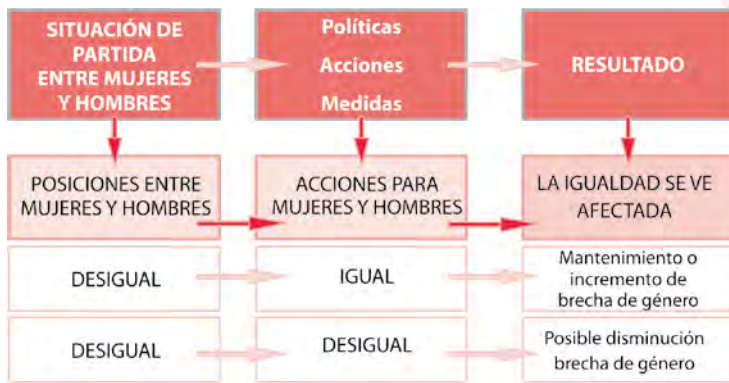 SITUACIÓN DE
PARTIDA
ENTRE MUJERES
Y HOMBRES
Políticas
Acciones
Medidas
RESULTADO
POSICIONES ENTRE
MUJERES Y HOMBRES
ACCIONES PARA
MUJERES Y HOMBRES
LA IGUALDAD SE VE
AFECTADA
DESIGUAL
IGUAL
Mantenimiento o
incremento de
brecha de género
DESIGUAL
DESIGUAL
Posible disminución
brecha de género